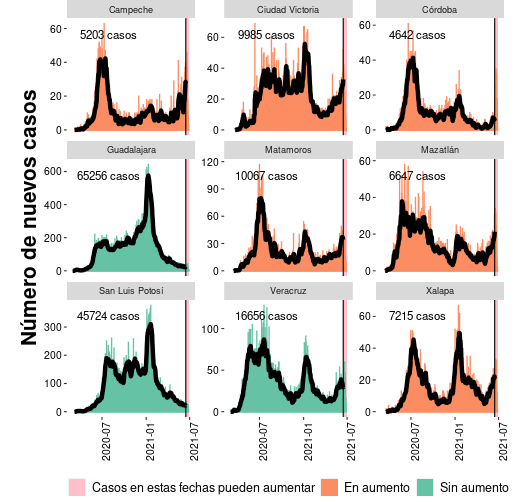 Número de nuevos casos
Campeche
Ciudad Victoria
Córdoba
5203 casos
9985 casos
4642 casos
60
40
20
0
60
40
20
0
60
40
20
0
Guadalajara
Matamoros
Mazatlán
65256 casos
10067 casos
6647 casos
600
400
200
0
120
90
60
30
0
60
40
20
0
San Luis Potosí
Veracruz
Xalapa
45724 casos
16656 casos
7215 casos
300
200
100
0
100
50
0
60
40
20
0
2020-07
2021-01
2021-07
2020-07
2021-01
2021-07
2020-07
2021-01
2021-07
Casos en estas fechas pueden aumentar
En aumento
Sin aumento